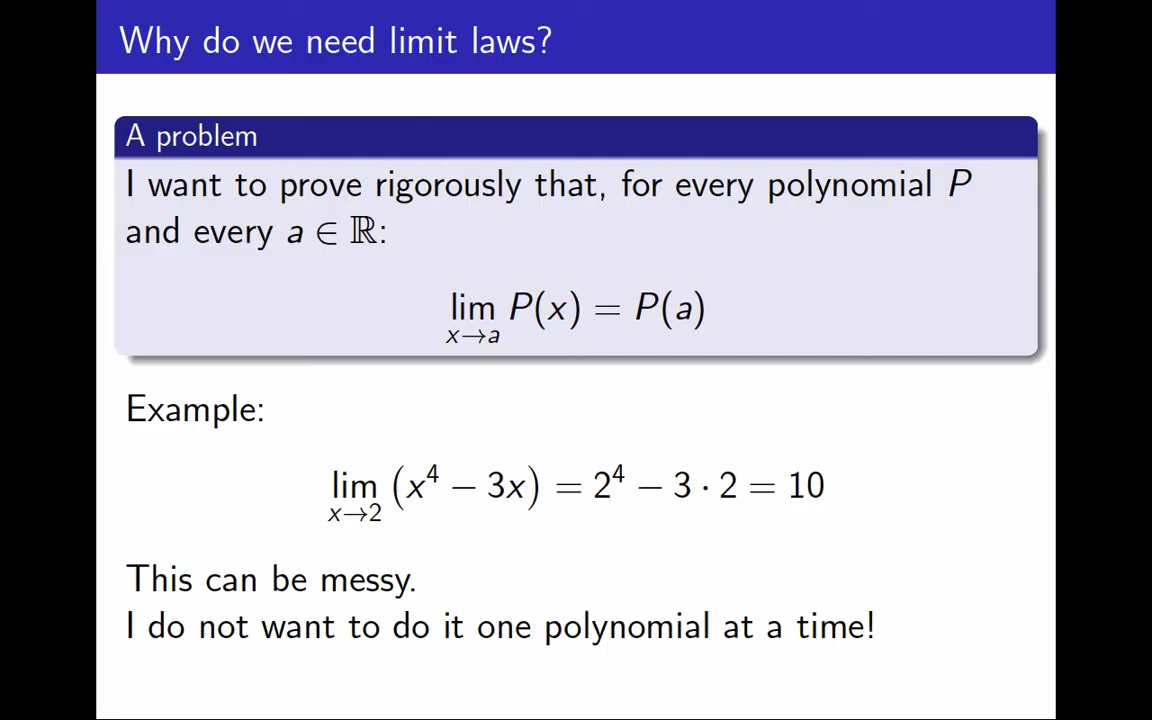 Why do we need limit laws?
A problem
I want to prove rigorously that, for every polynomial P
and every a ∈ ℝ:
lim P(x) = P(a)
x→a
Example:
lim (x⁴ − 3x) = 2⁴ − 3 · 2 = 10
x→2
This can be messy.
I do not want to do it one polynomial at a time!